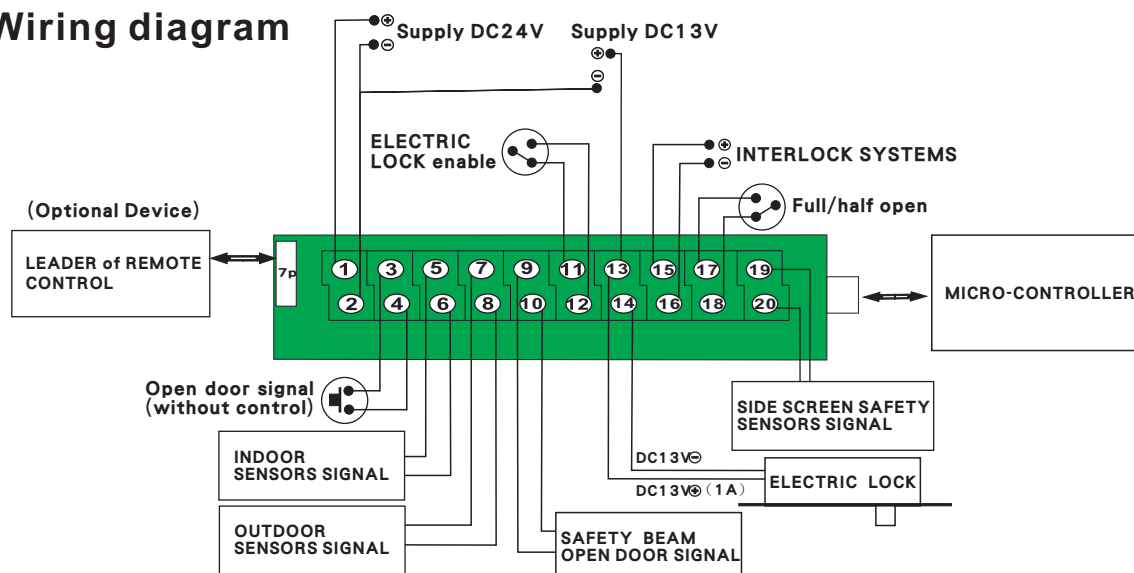 Wiring diagram
⊕
⊖
Supply DC24V
Supply DC13V
⊕
⊖
ELECTRIC
LOCK enable
⊕
⊖
INTERLOCK SYSTEMS
Full/half open
(Optional Device)
LEADER of REMOTE
CONTROL
7p
1 3 5 7 9 11 13 15 17 19
2 4 6 8 10 12 14 16 18 20
MICRO-CONTROLLER
Open door signal
(without control)
INDOOR
SENSORS SIGNAL
OUTDOOR
SENSORS SIGNAL
SAFETY BEAM
OPEN DOOR SIGNAL
SIDE SCREEN SAFETY
SENSORS SIGNAL
DC13V⊖
DC13V⊕(1A)
ELECTRIC LOCK